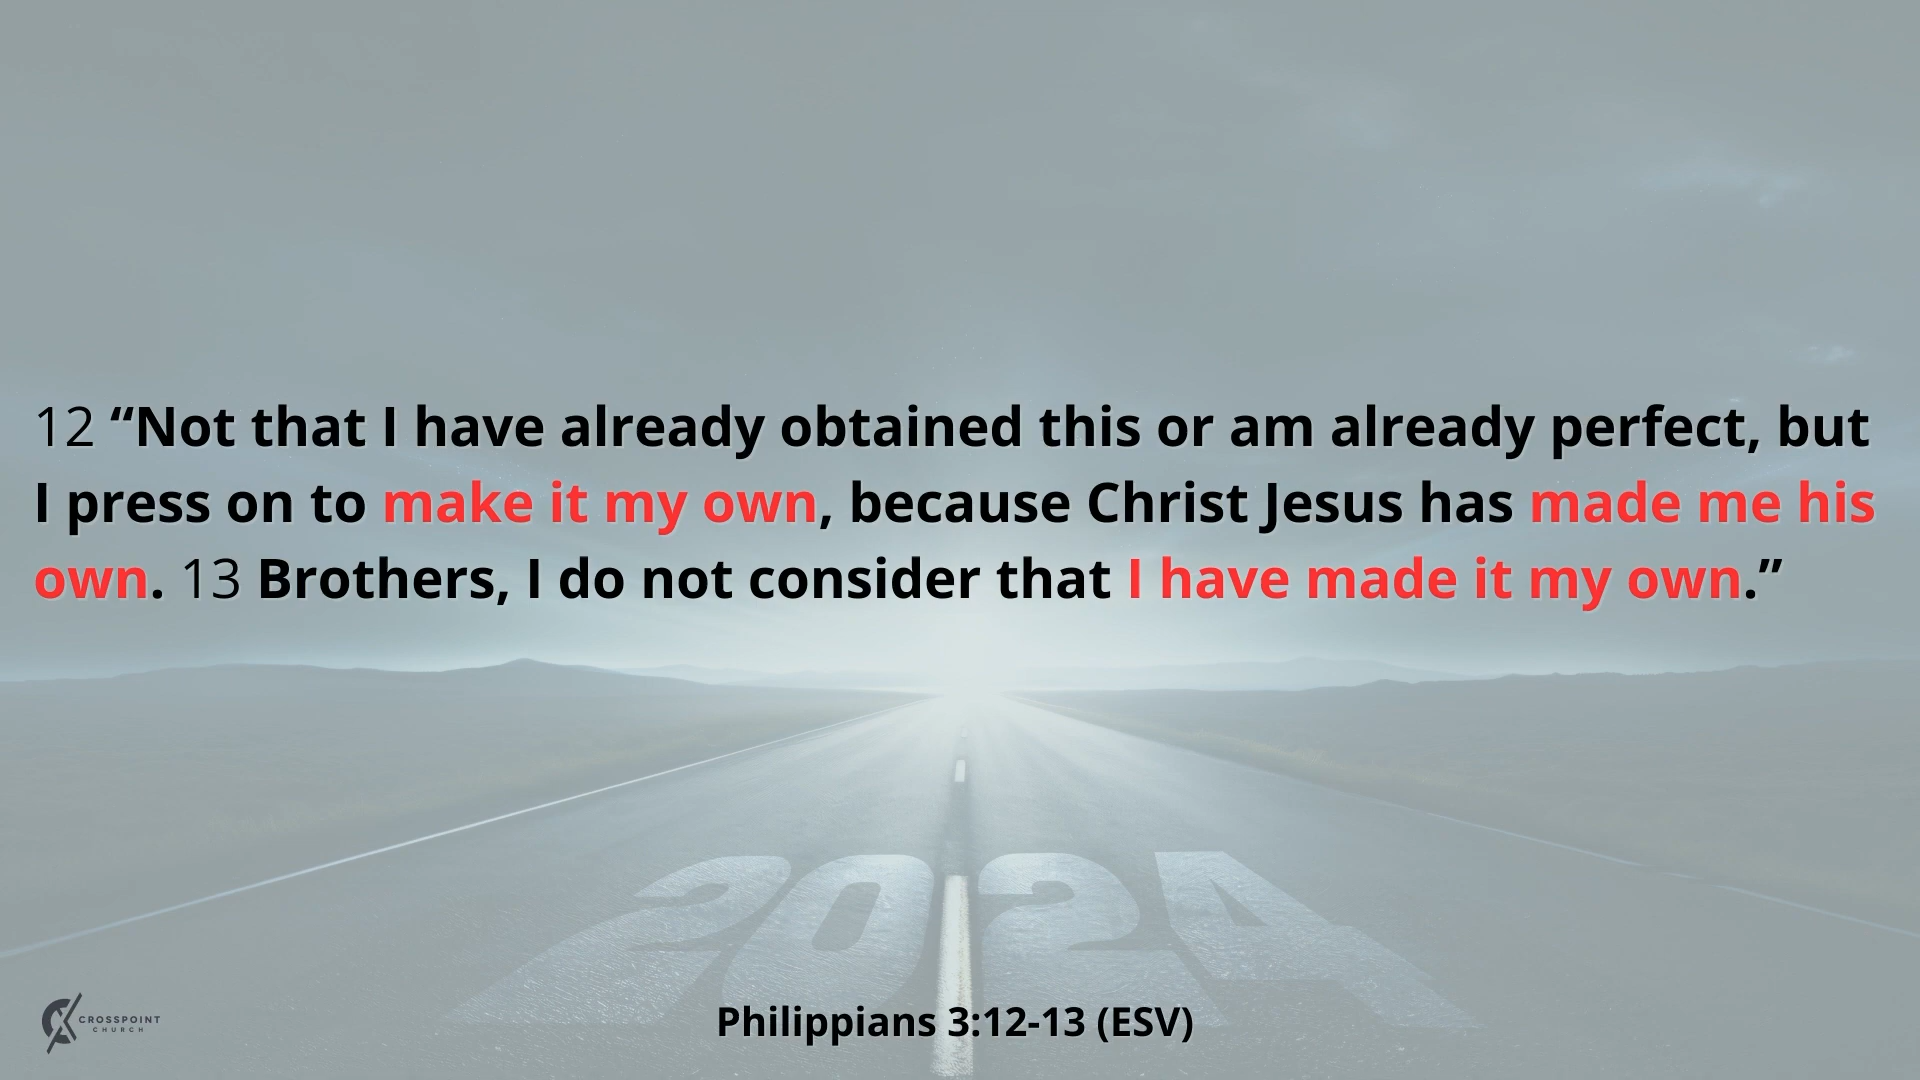 12 “Not that I have already obtained this or am already perfect, but
I press on to make it my own, because Christ Jesus has made me his
own. 13 Brothers, I do not consider that I have made it my own.”
2024
Philippians 3:12-13 (ESV)
CROSSPOINT
CHURCH